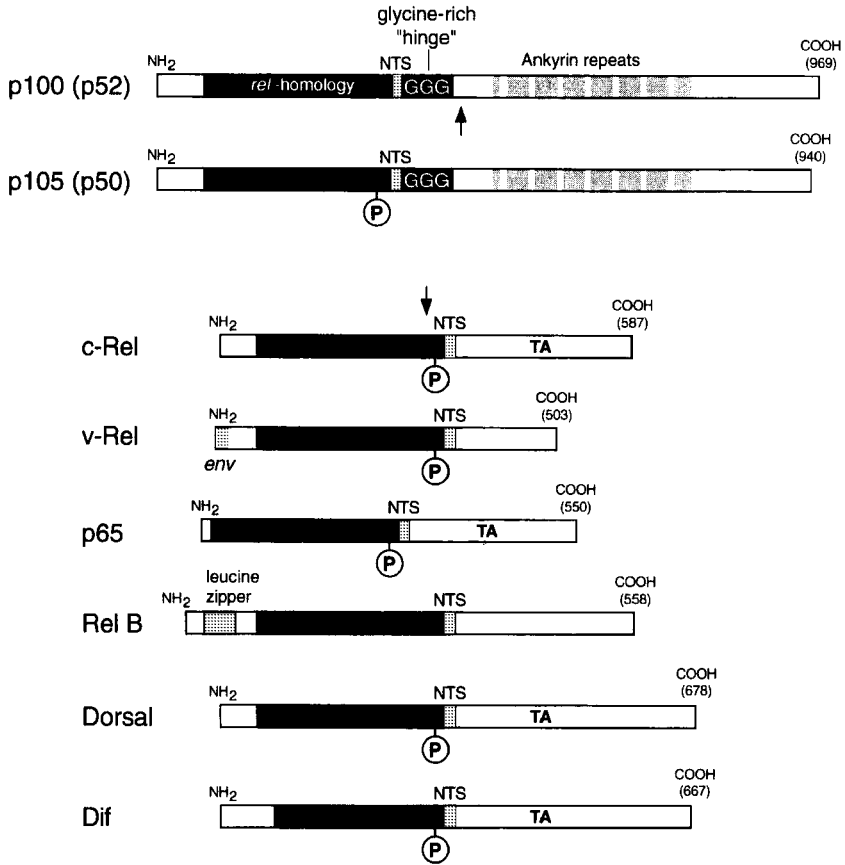 glycine-rich
"hinge"
NH2 NTS Ankyrin repeats COOH
(969)
p100 (p52) rel-homology GGG
NH2 NTS COOH
(940)
p105 (p50) GGG
P
NH2 NTS COOH
(587)
c-Rel TA
P
NH2 NTS COOH
(503)
v-Rel
env P
NH2 NTS COOH
(550)
p65 TA
P
leucine
zipper
NH2 NTS COOH
(558)
Rel B
NH2 NTS COOH
(678)
Dorsal TA
P
NH2 NTS COOH
(667)
Dif TA
P